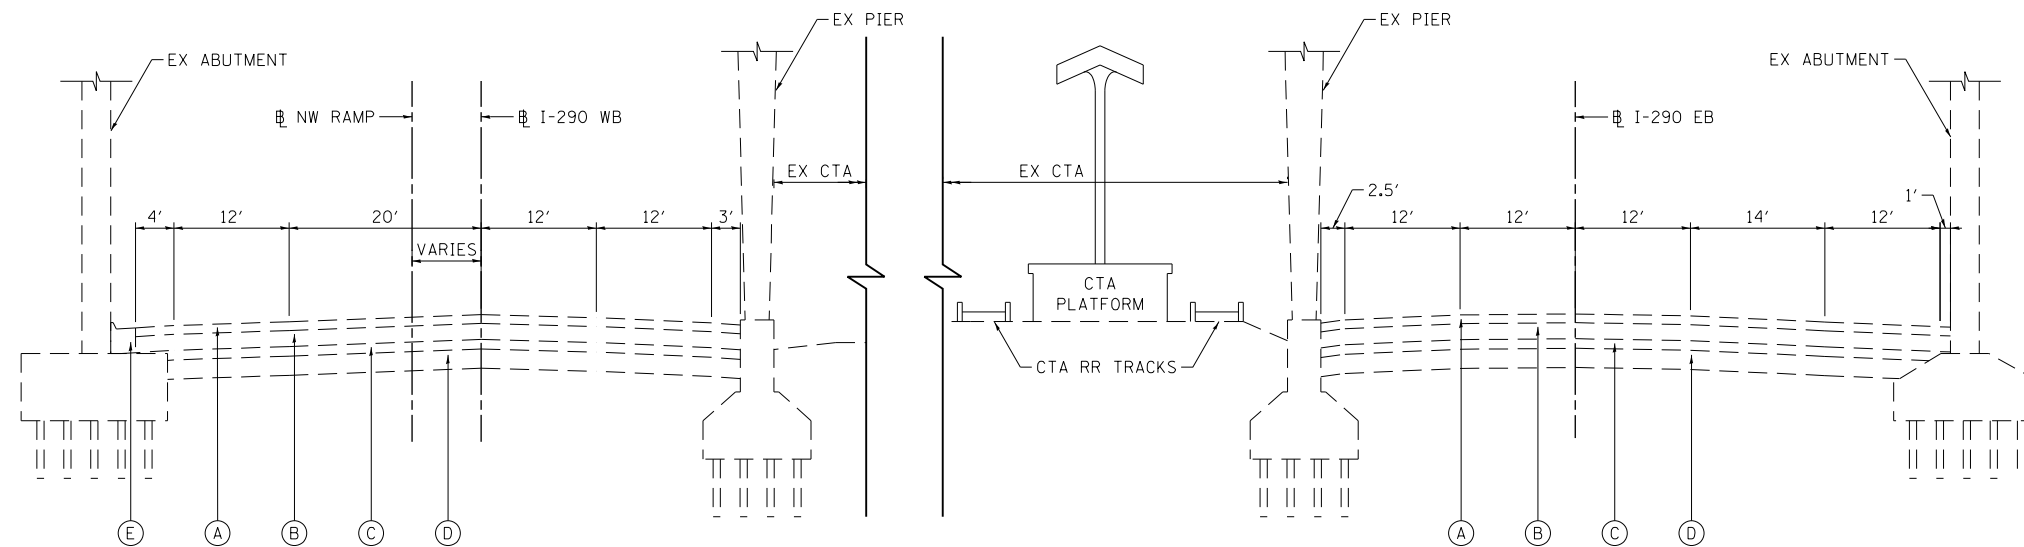 EX PIER
EX PIER
EX ABUTMENT
EX ABUTMENT
℄ NW RAMP
℄ I-290 WB
℄ I-290 EB
EX CTA
EX CTA
2.5'
1'
4'
12'
20'
12'
12'
3'
12'
12'
12'
14'
12'
VARIES
CTA
PLATFORM
CTA RR TRACKS
E
A
B
C
D
A
B
C
D